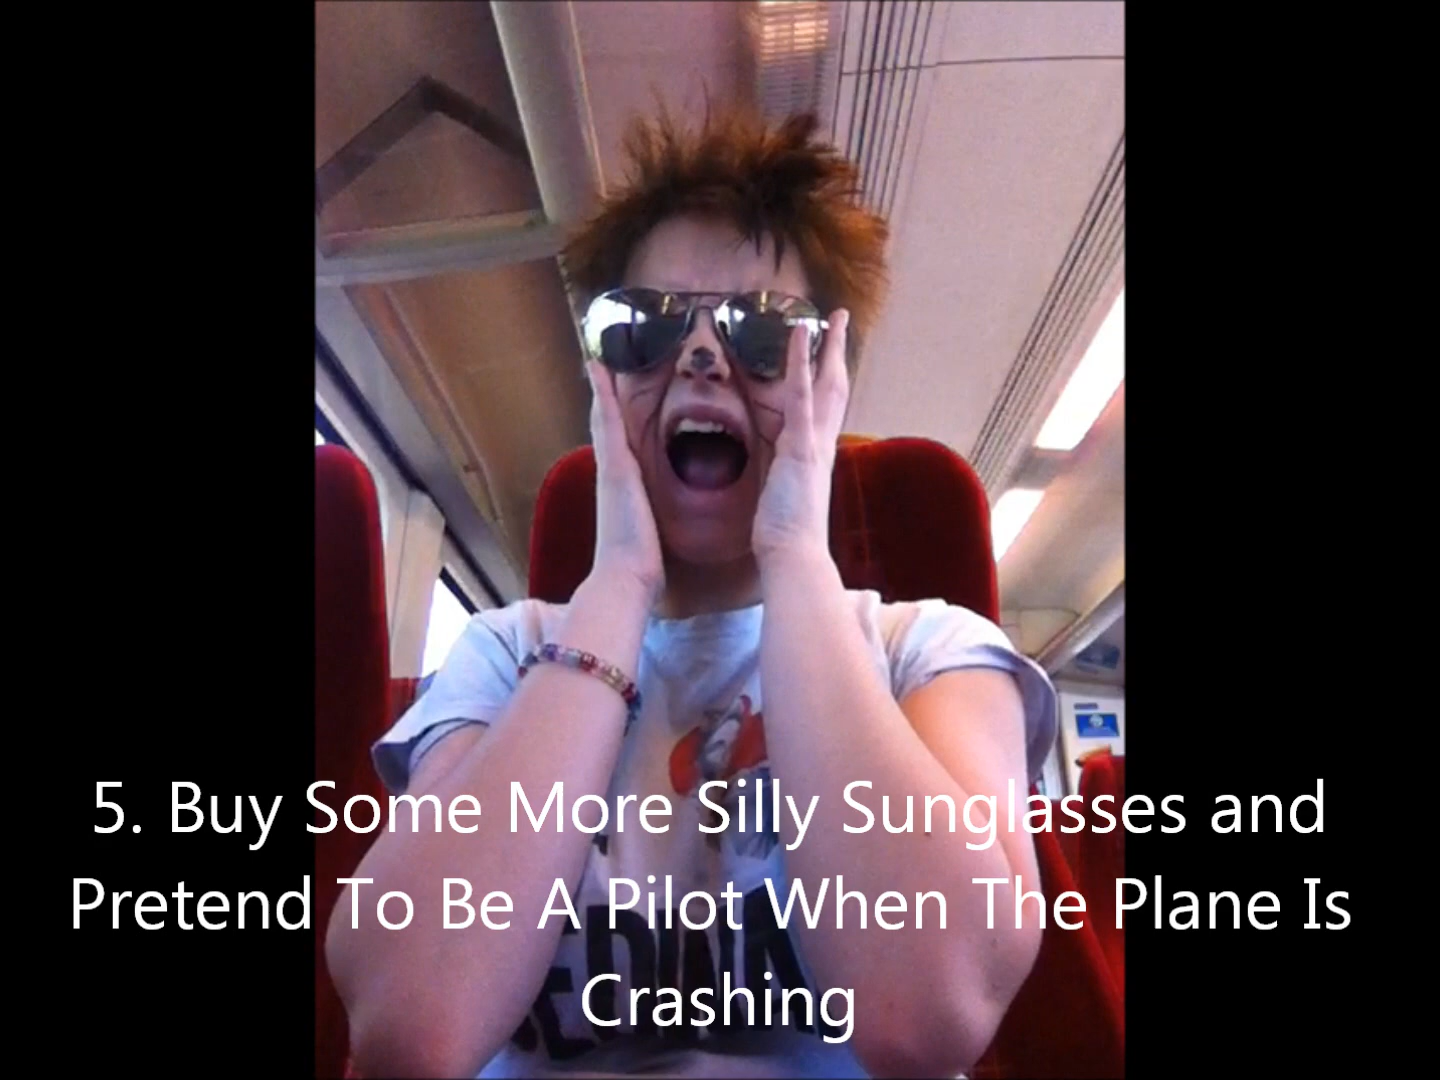 5. Buy Some More Silly Sunglasses and
Pretend To Be A Pilot When The Plane Is
Crashing